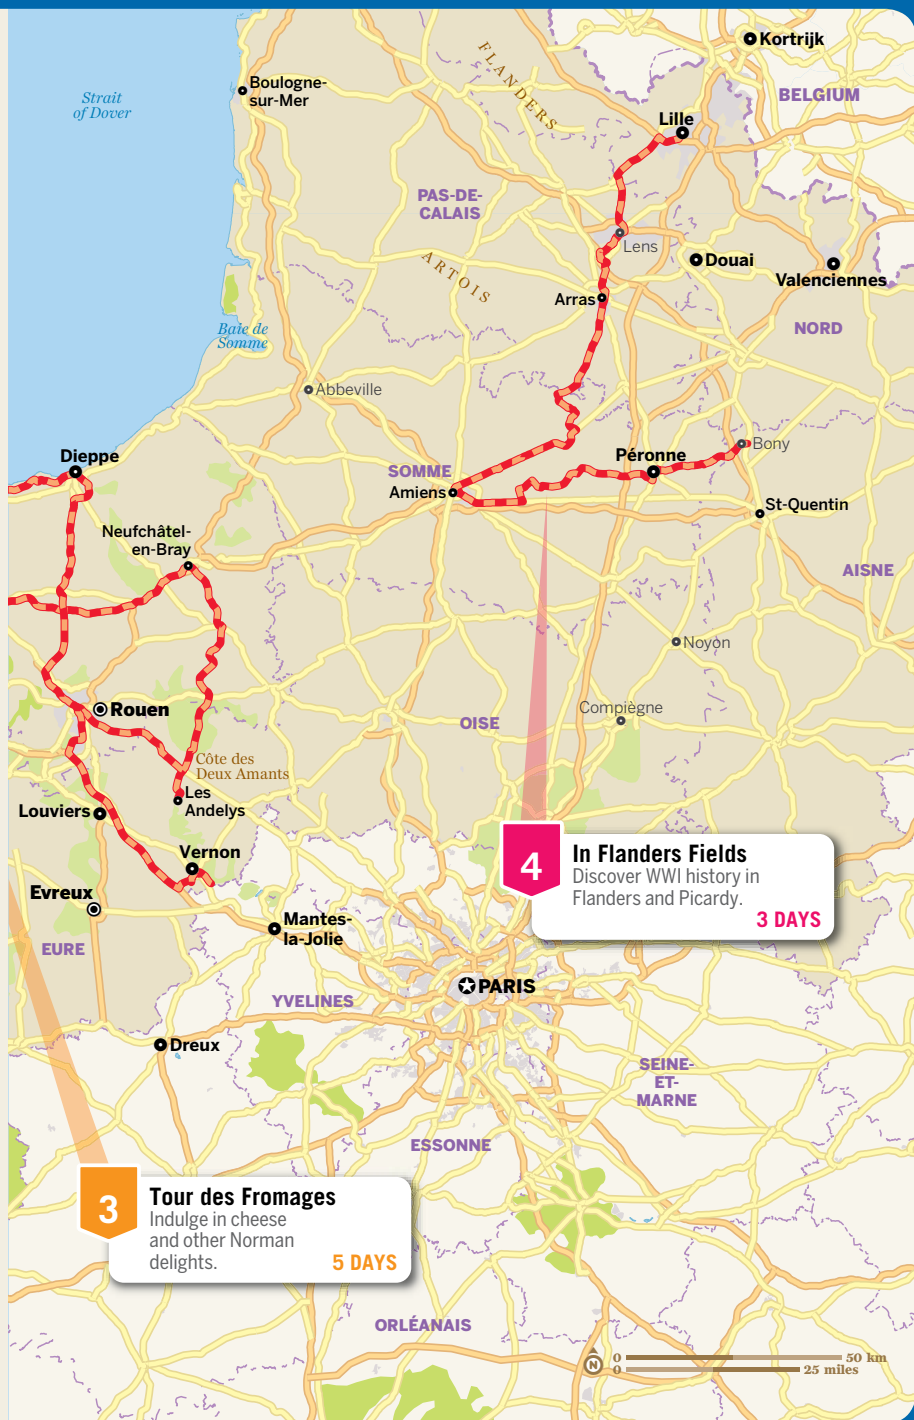 Kortrijk
Boulogne-
sur-Mer
BELGIUM
Strait
of Dover
FLANDERS
Lille
PAS-DE-
CALAIS
Lens
Douai
ARTOIS
Valenciennes
Arras
NORD
Baie de
Somme
Abbeville
Bony
Dieppe
Péronne
SOMME
Amiens
St-Quentin
Neufchâtel-
en-Bray
AISNE
Noyon
Rouen
Compiègne
OISE
Côte des
Deux Amants
Les
Andelys
Louviers
Vernon
4
In Flanders Fields
Discover WWI history in
Flanders and Picardy.
3 DAYS
Evreux
Mantes-
la-Jolie
EURE
PARIS
YVELINES
Dreux
SEINE-
ET-
MARNE
ESSONNE
3
Tour des Fromages
Indulge in cheese
and other Norman
delights.
5 DAYS
ORLÉANAIS
N
0 50 km
0 25 miles